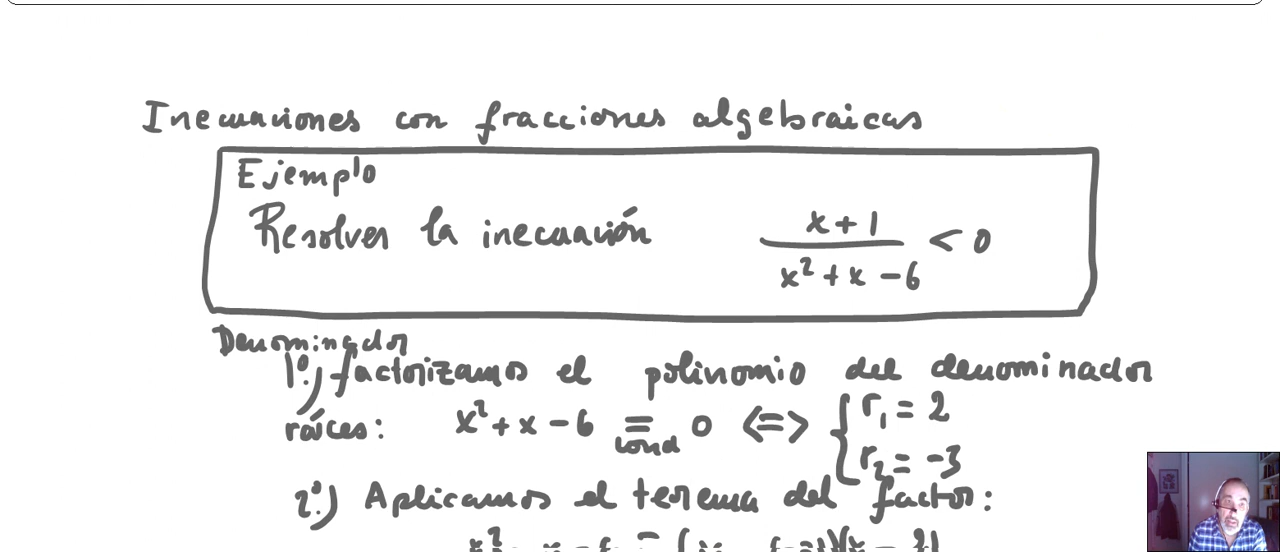 Inecuaciones con fracciones algebraicas
Ejemplo
Resolver la inecuación (x+1)/(x²+x-6) < 0
Denominador
1º) factorizamos el polinomio del denominador
raíces: x²+x-6 =cond 0 <=> { r₁ = 2
r₂ = -3
2º) Aplicamos el terema del factor: